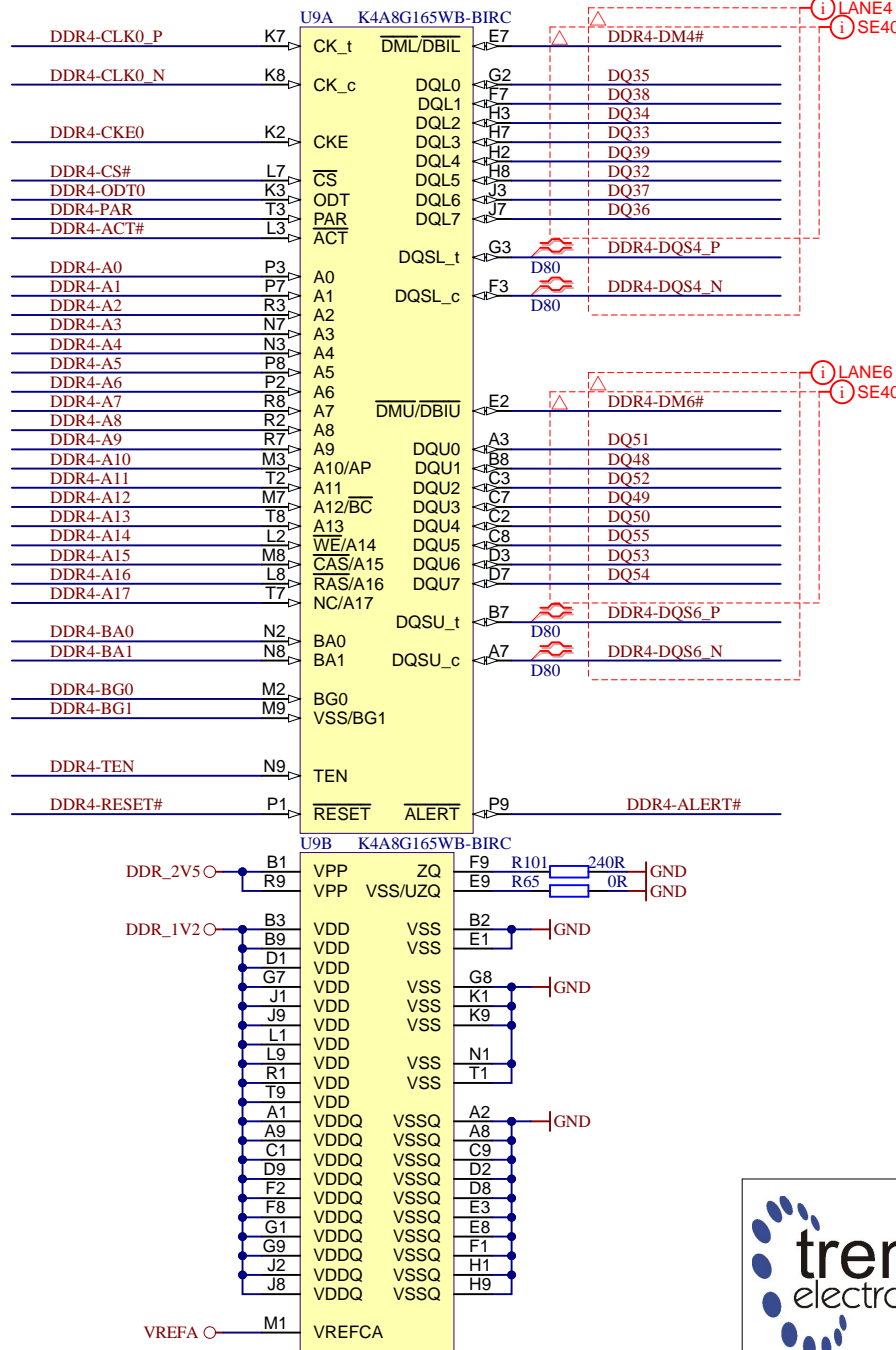 U9A K4A8G165WB-BIRC
LANE4
SE40
DDR4-CLK0_P K7 CK_t DML/DBIL E7 DDR4-DM4#
DDR4-CLK0_N K8 CK_c DQL0 G2 DQ35
DQL1 F7 DQ38
DQL2 H3 DQ34
DDR4-CKE0 K2 CKE DQL3 H7 DQ33
DQL4 H2 DQ39
DDR4-CS# L7 CS DQL5 H8 DQ32
DDR4-ODT0 K3 ODT DQL6 J3 DQ37
DDR4-PAR T3 PAR DQL7 J7 DQ36
DDR4-ACT# L3 ACT
DQSL_t G3 D80 DDR4-DQS4_P
DDR4-A0 P3 A0
DDR4-A1 P7 A1 DQSL_c F3 D80 DDR4-DQS4_N
DDR4-A2 R3 A2
DDR4-A3 N7 A3
DDR4-A4 N3 A4
DDR4-A5 P8 A5
LANE6
DDR4-A6 P2 A6
SE40
DDR4-A7 R8 A7 DMU/DBIU E2 DDR4-DM6#
DDR4-A8 R2 A8
DDR4-A9 R7 A9 DQU0 A3 DQ51
DDR4-A10 M3 A10/AP DQU1 B8 DQ48
DDR4-A11 T2 A11 DQU2 C3 DQ52
DDR4-A12 M7 A12/BC DQU3 C7 DQ49
DDR4-A13 T8 A13 DQU4 C2 DQ50
DDR4-A14 L2 WE/A14 DQU5 C8 DQ55
DDR4-A15 M8 CAS/A15 DQU6 D3 DQ53
DDR4-A16 L8 RAS/A16 DQU7 D7 DQ54
DDR4-A17 T7 NC/A17
DQSU_t B7 D80 DDR4-DQS6_P
DDR4-BA0 N2 BA0
DDR4-BA1 N8 BA1 DQSU_c A7 D80 DDR4-DQS6_N
DDR4-BG0 M2 BG0
DDR4-BG1 M9 VSS/BG1
DDR4-TEN N9 TEN
DDR4-RESET# P1 RESET ALERT P9 DDR4-ALERT#
U9B K4A8G165WB-BIRC
DDR_2V5 B1 VPP ZQ F9 R101 240R GND
R9 VPP VSS/UZQ E9 R65 0R GND
DDR_1V2 B3 VDD VSS B2 GND
B9 VDD VSS E1
D1 VDD
G7 VDD VSS G8 GND
J1 VDD VSS K1
J9 VDD VSS K9
L1 VDD
L9 VDD VSS N1
R1 VDD VSS T1
T9 VDD
A1 VDDQ VSSQ A2 GND
A9 VDDQ VSSQ A8
C1 VDDQ VSSQ C9
D9 VDDQ VSSQ D2
F2 VDDQ VSSQ D8
F8 VDDQ VSSQ E3
G1 VDDQ VSSQ E8
G9 VDDQ VSSQ F1
J2 VDDQ VSSQ H1
J8 VDDQ VSSQ H9
VREFA M1 VREFCA
tren
electro